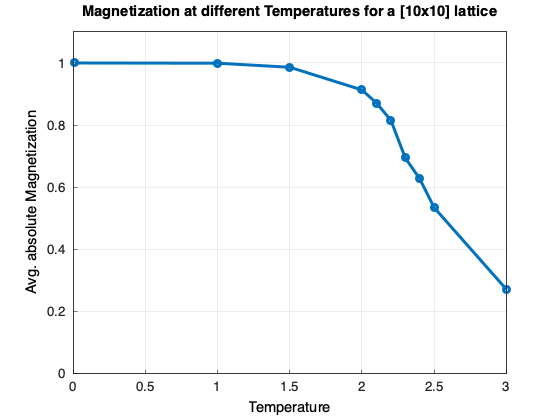 Magnetization at different Temperatures for a [10x10] lattice
Avg. absolute Magnetization
1
0.8
0.6
0.4
0.2
0
0 0.5 1 1.5 2 2.5 3
Temperature